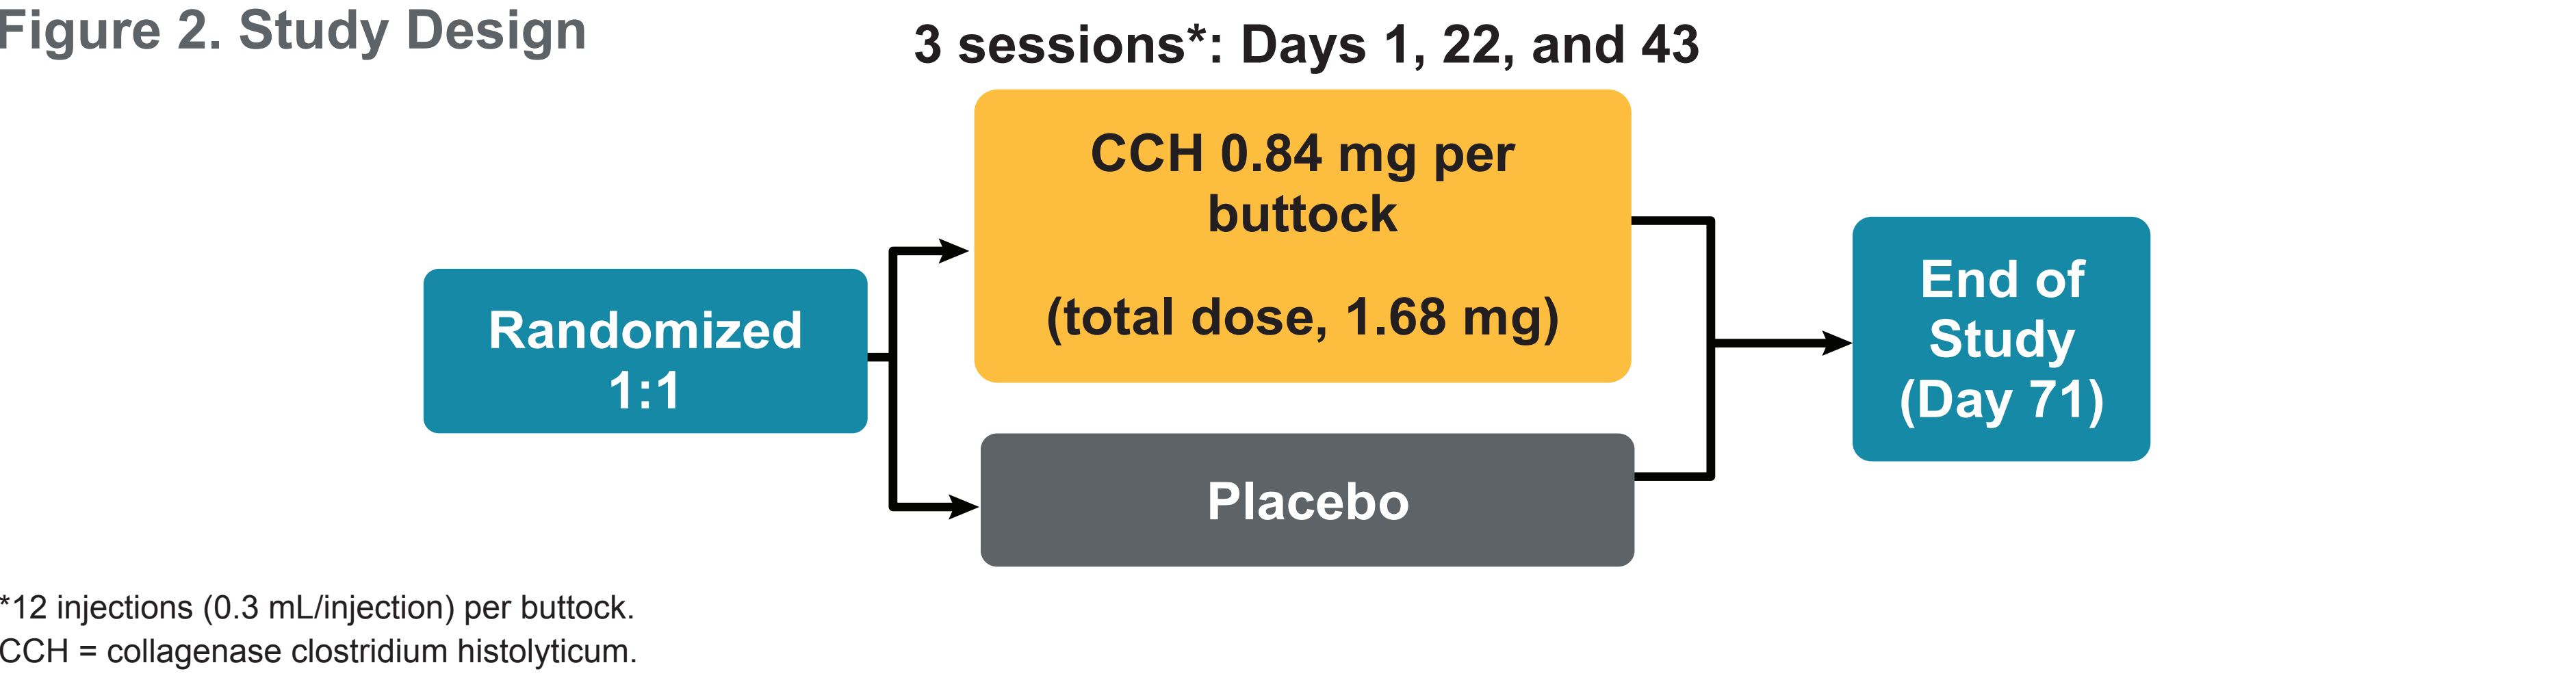 Figure 2. Study Design
3 sessions*: Days 1, 22, and 43
CCH 0.84 mg per
buttock
(total dose, 1.68 mg)
Randomized
1:1
Placebo
End of
Study
(Day 71)
*12 injections (0.3 mL/injection) per buttock.
CCH = collagenase clostridium histolyticum.